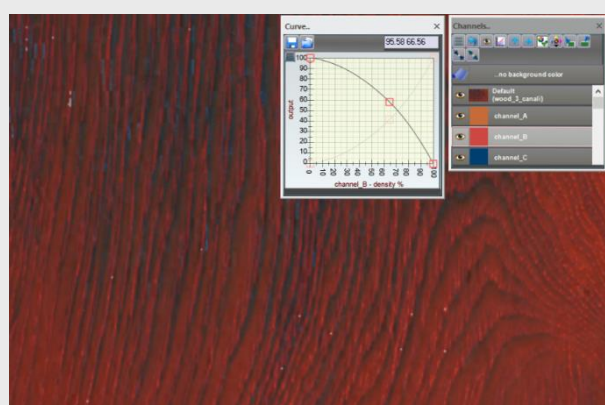 Curve..
95.58 66.56
100
90
80
70
60
50
40
30
20
10
0
output
0 10 20 30 40 50 60 70 80 90 100
channel_B - density %
Channels..
..no background color
Default
(wood_3_canali)
channel_A
channel_B
channel_C